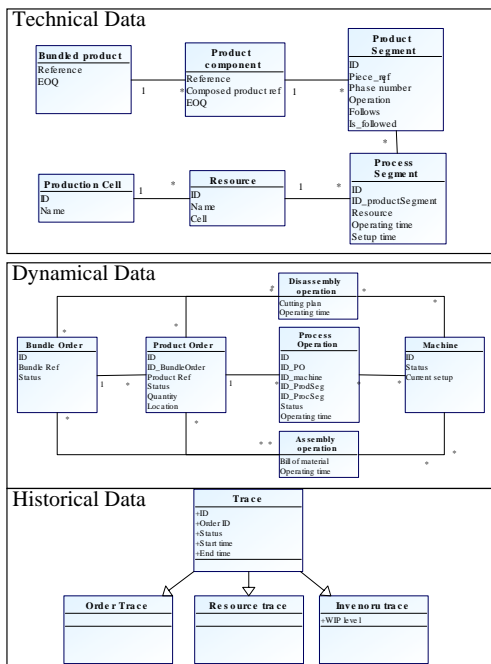 Technical Data
Bundled product
Reference
EOQ
1
*
Product
component
Reference
Composed product ref
EOQ
1
*
Product
Segment
ID
Piece_ref
Phase number
Operation
Follows
Is_followed
*
Production Cell
ID
Name
1
*
Resource
ID
Name
Cell
1
*
Process
Segment
ID
ID_productSegment
Resource
Operating time
Setup time
Dynamical Data
Disassembly
operation
Cutting plan
Operating time
*
*
*
*
*
Bundle Order
ID
Bundle Ref
Status
1
*
Product Order
ID
ID_BundleOrder
Product Ref
Status
Quantity
Location
1
*
Process
Operation
ID
ID_PO
ID_machine
ID_ProdSeg
ID_ProcSeg
Status
Operating time
*
*
Machine
ID
Status
Current setup
*
*
* *
*
*
Assembly
operation
Bill of material
Operating time
Historical Data
Trace
+ID
+Order ID
+Status
+Start time
+End time
Order Trace
Resource trace
Invenoru trace
+WIP level